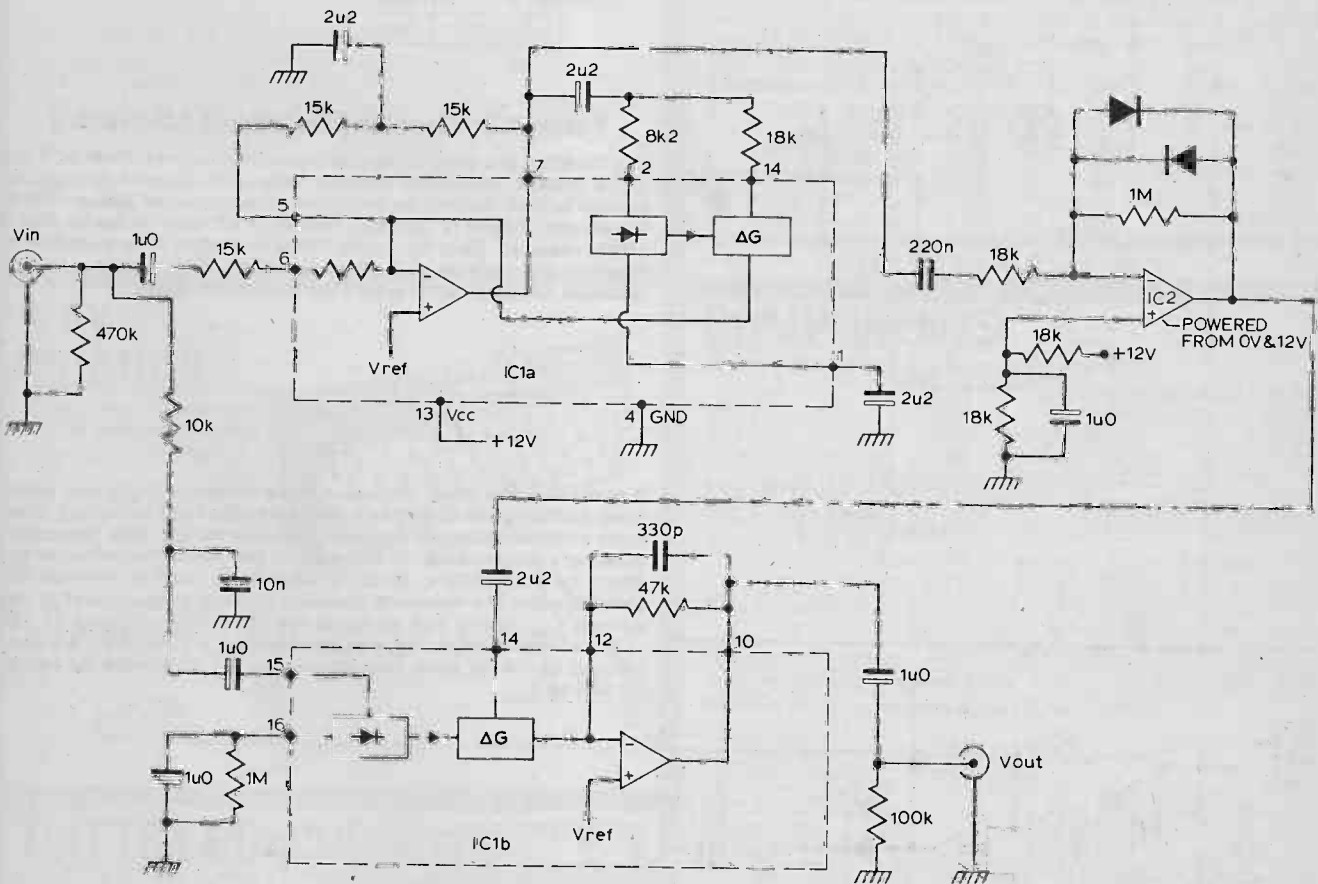 2u2
2u2
15k
15k
8k2
18k
7
2
14
5
6
Vin
1u0
15k
ΔG
470k
Vref
IC1a
1
13
Vcc
4
GND
+12V
2u2
10k
1M
220n
18k
IC2
POWERED
FROM 0V&12V
18k
+12V
18k
1u0
330p
47k
2u2
10n
14
12
10
1u0
15
16
ΔG
1u0
1M
Vref
IC1b
1u0
Vout
100k
-
+
-
+
-
+